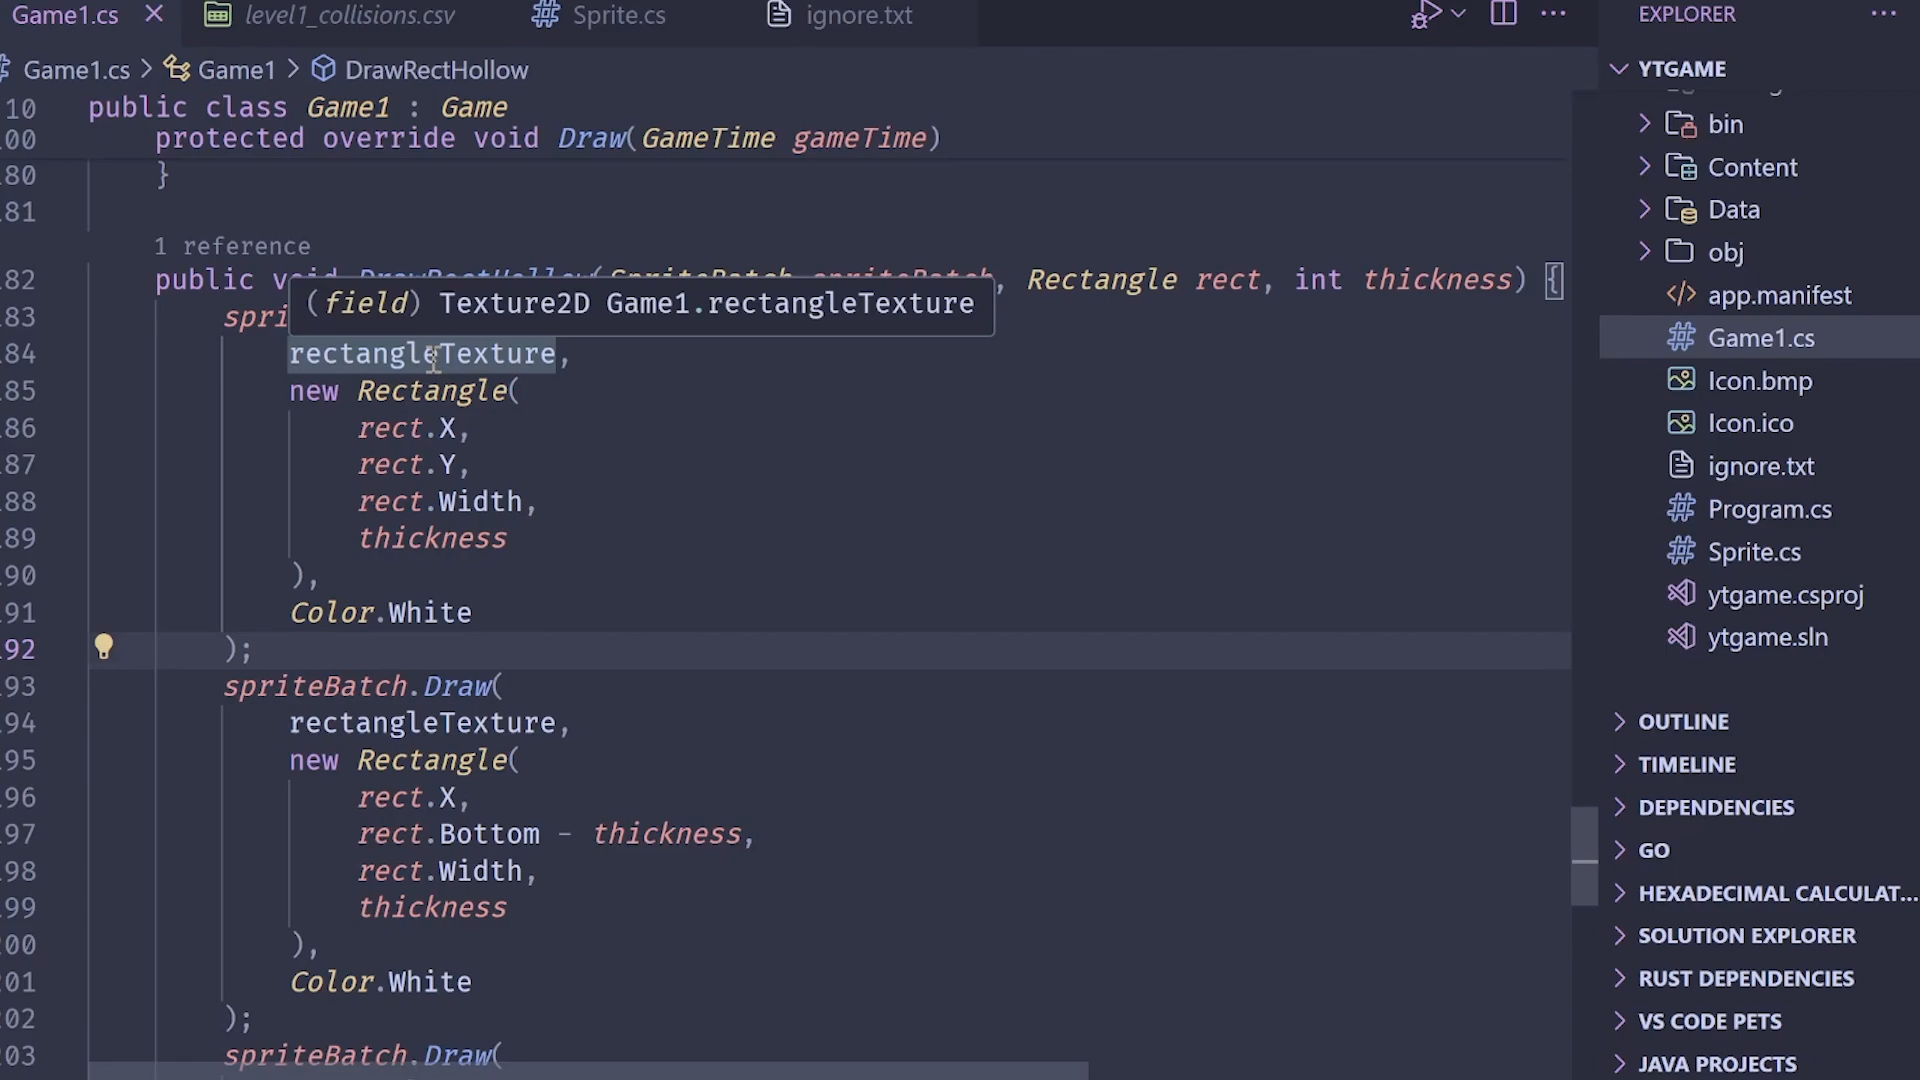 Game1.cs
level1_collisions.csv
Sprite.cs
ignore.txt
Game1.cs > Game1 > DrawRectHollow
10 public class Game1 : Game
00 protected override void Draw(GameTime gameTime)
80 }
81
1 reference
82 public void DrawRectHollow(SpriteBatch spriteBatch, Rectangle rect, int thickness) {
(field) Texture2D Game1.rectangleTexture
83 spri
84 rectangleTexture,
85 new Rectangle(
86 rect.X,
87 rect.Y,
88 rect.Width,
89 thickness
90 ),
91 Color.White
92 );
93 spriteBatch.Draw(
94 rectangleTexture,
95 new Rectangle(
96 rect.X,
97 rect.Bottom - thickness,
98 rect.Width,
99 thickness
00 ),
01 Color.White
02 );
03 spriteBatch.Draw(
EXPLORER
YTGAME
bin
Content
Data
obj
app.manifest
Game1.cs
Icon.bmp
Icon.ico
ignore.txt
Program.cs
Sprite.cs
ytgame.csproj
ytgame.sln
OUTLINE
TIMELINE
DEPENDENCIES
GO
HEXADECIMAL CALCULAT...
SOLUTION EXPLORER
RUST DEPENDENCIES
VS CODE PETS
JAVA PROJECTS